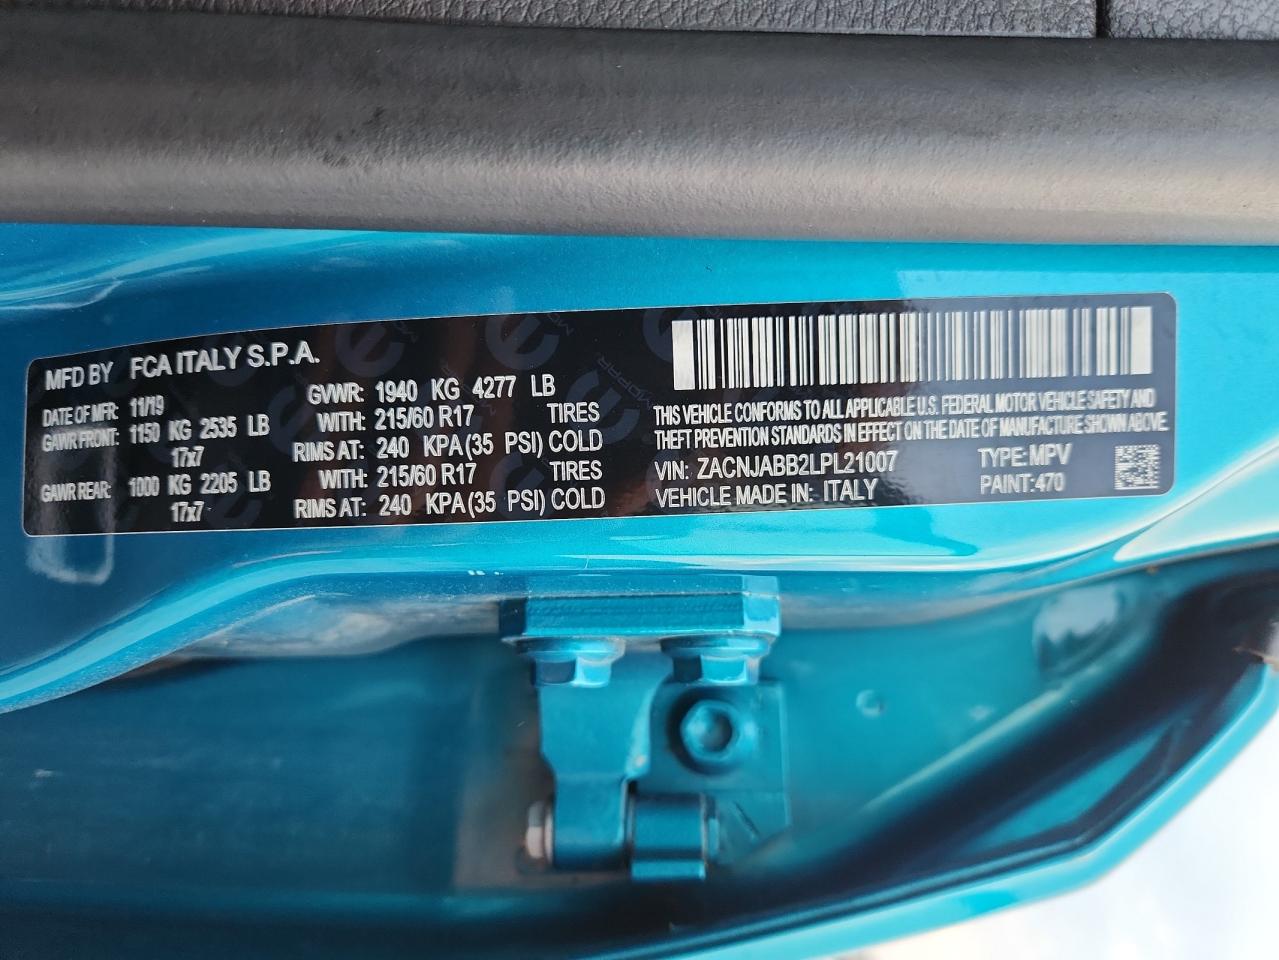 MFD BY FCA ITALY S.P.A.
DATE OF MFR: 11/19 GVWR: 1940 KG 4277 LB
GAWR FRONT: 1150 KG 2535 LB WITH: 215/60 R17 TIRES
17x7 RIMS AT: 240 KPA(35 PSI) COLD
GAWR REAR: 1000 KG 2205 LB WITH: 215/60 R17 TIRES
17x7 RIMS AT: 240 KPA(35 PSI) COLD
THIS VEHICLE CONFORMS TO ALL APPLICABLE U.S. FEDERAL MOTOR VEHICLE SAFETY AND
THEFT PREVENTION STANDARDS IN EFFECT ON THE DATE OF MANUFACTURE SHOWN ABOVE.
VIN: ZACNJABB2LPL21007 TYPE: MPV
VEHICLE MADE IN: ITALY PAINT: 470
MOPAR